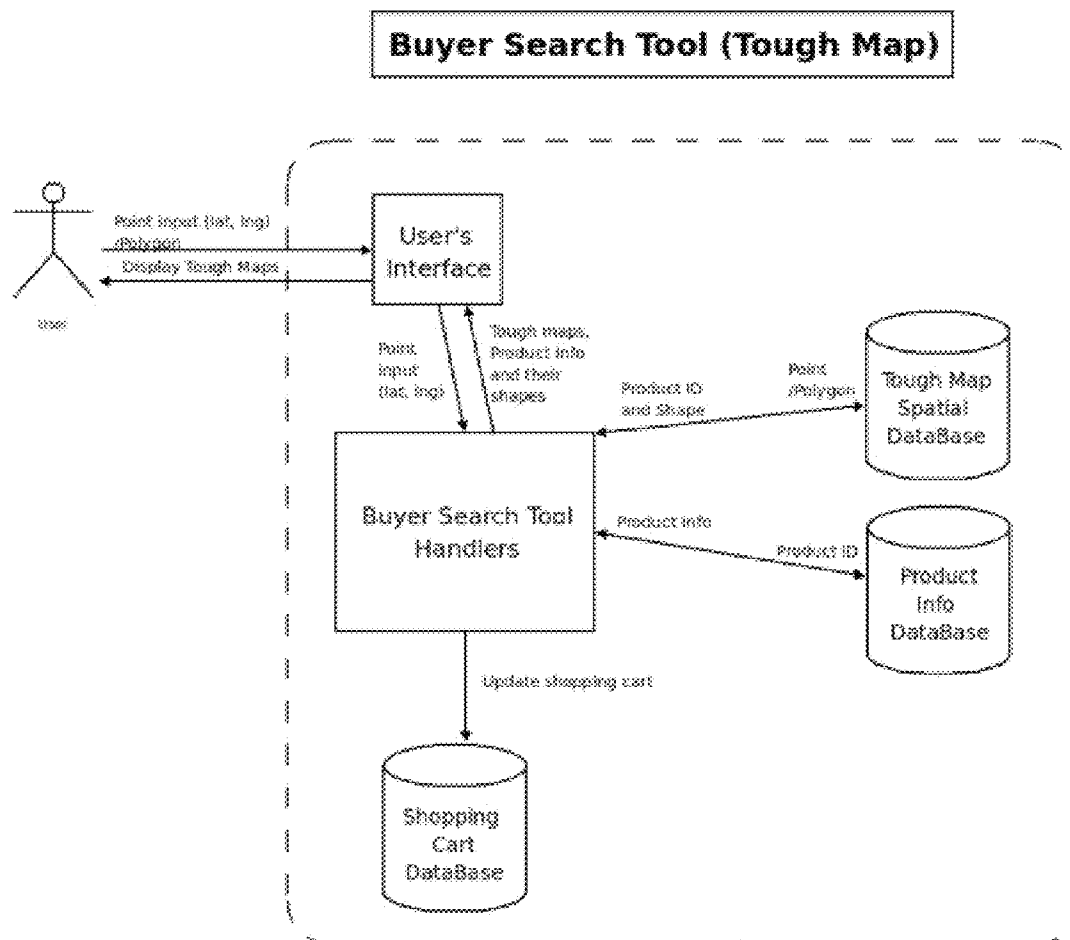 Buyer Search Tool (Tough Map)
Point input (lat, lng)
/Polygon
Display Tough Maps
User
User's
Interface
Point
input
(lat, lng)
Tough maps,
Product info
and their
shapes
Product ID
and Shape
Point
/Polygon
Tough Map
Spatial
DataBase
Buyer Search Tool
Handlers
Product info
Product ID
Product
Info
DataBase
Update shopping cart
Shopping
Cart
DataBase